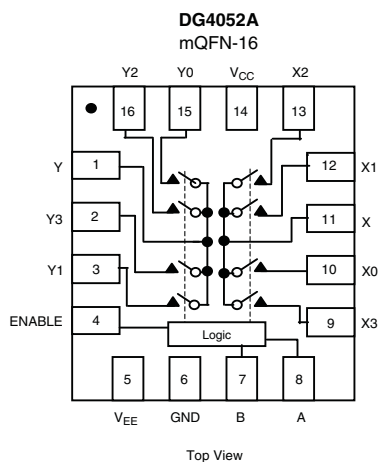 DG4052A
mQFN-16
Y2 Y0 VCC X2
16 15 14 13
Y 1 12 X1
Y3 2 11 X
Y1 3 10 X0
ENABLE 4 9 X3
Logic
5 6 7 8
VEE GND B A
Top View